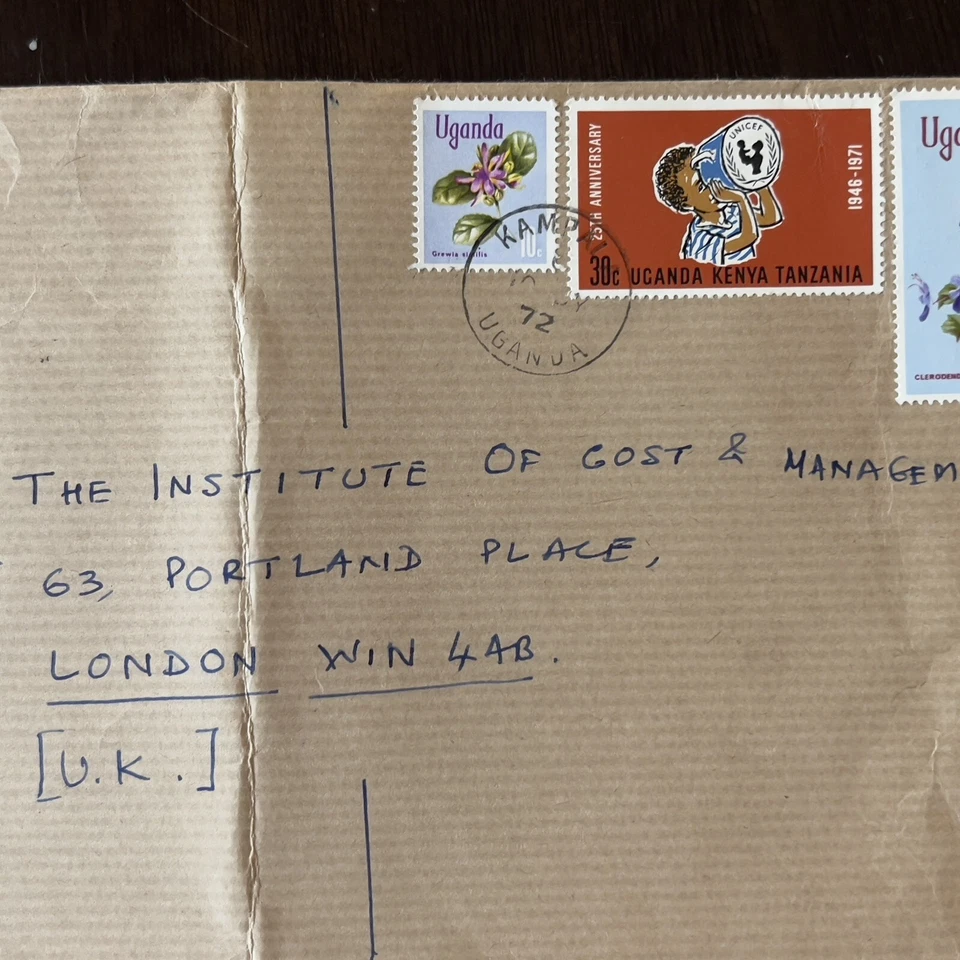 Uganda
Grewia similis
10c
25TH ANNIVERSARY
UNICEF
1946-1971
30c UGANDA KENYA TANZANIA
72
UGANDA
THE INSTITUTE OF COST & MANAGEM
63, PORTLAND PLACE,
LONDON W1N 4AB.
[U.K.]